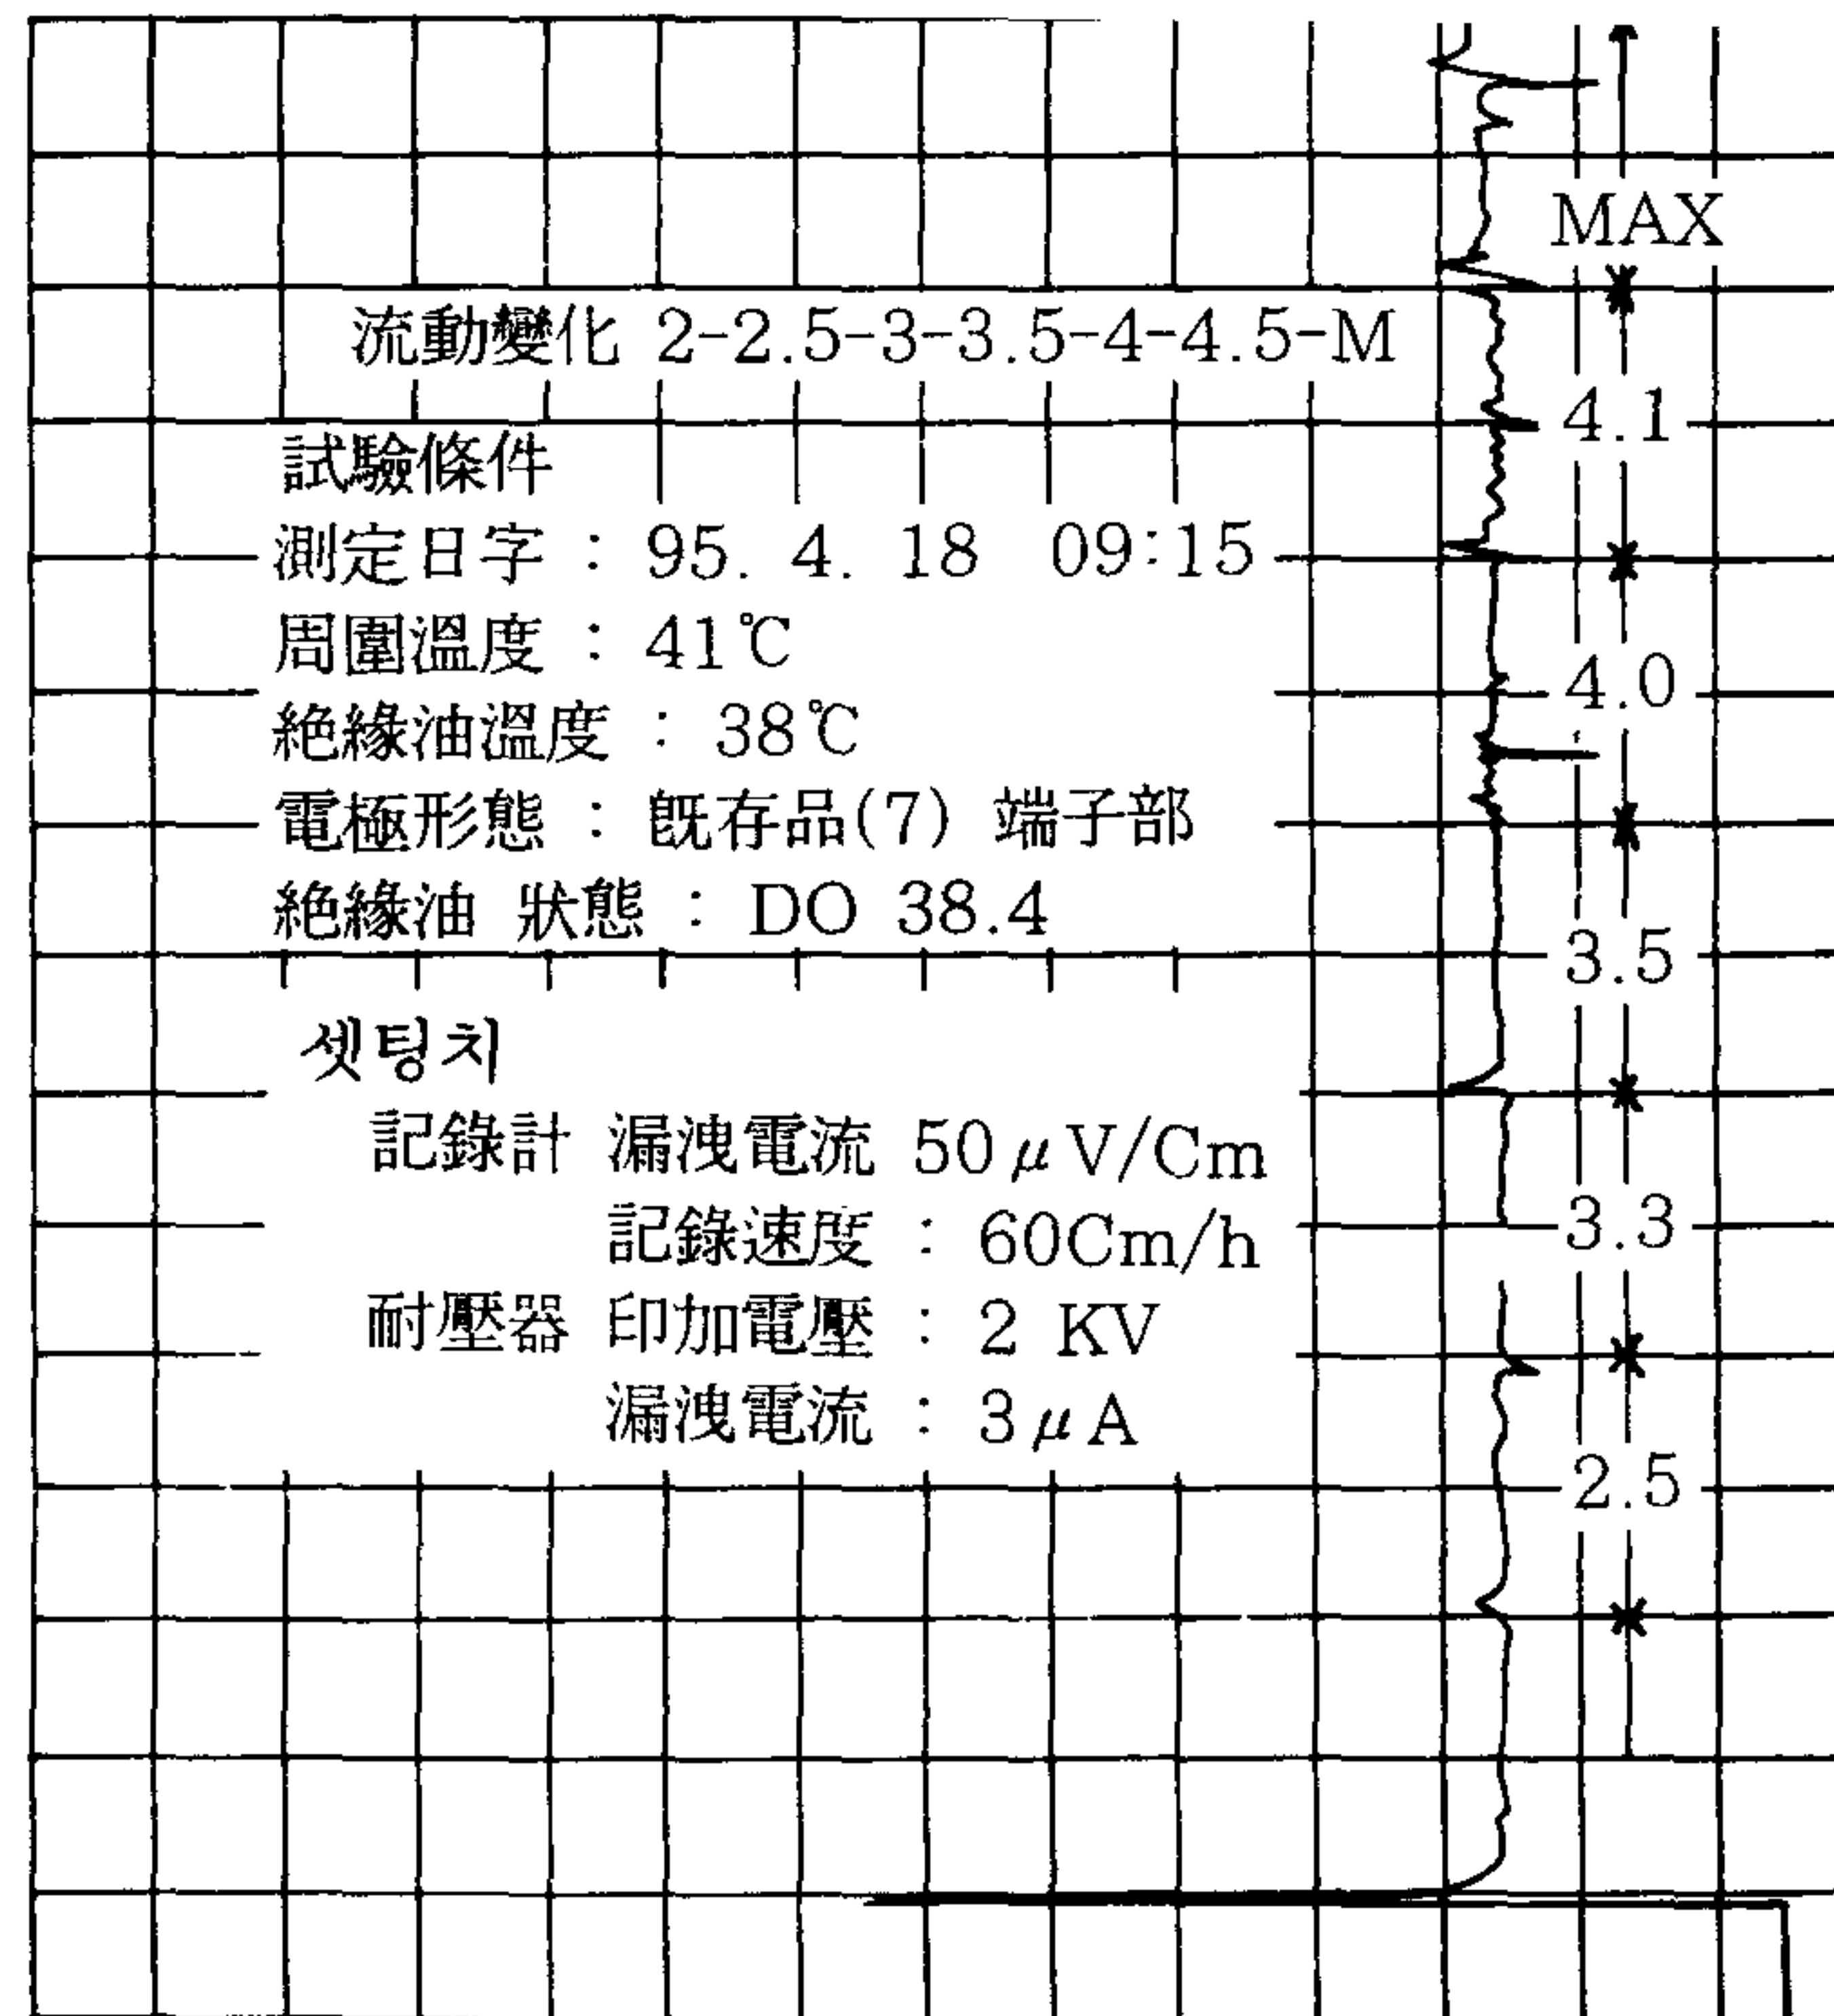 MAX
流動變化 2-2.5-3-3.5-4-4.5-M
4.1
試驗條件
測定日字 : 95. 4. 18 09:15
周圍溫度 : 41℃
4.0
絶緣油溫度 : 38℃
電極形態 : 旣存品(7) 端子部
絶緣油 狀態 : DO 38.4
3.5
셋팅치
記錄計 漏洩電流 50μV/Cm
3.3
記錄速度 : 60Cm/h
耐壓器 印加電壓 : 2 KV
漏洩電流 : 3μA
2.5